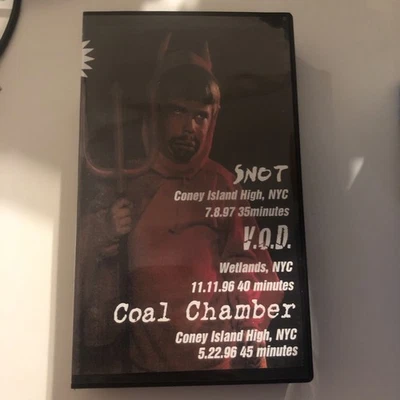 SNOT
Coney Island High, NYC
7.8.97 35minutes
V.O.D.
Wetlands, NYC
11.11.96 40 minutes
Coal Chamber
Coney Island High, NYC
5.22.96 45 minutes